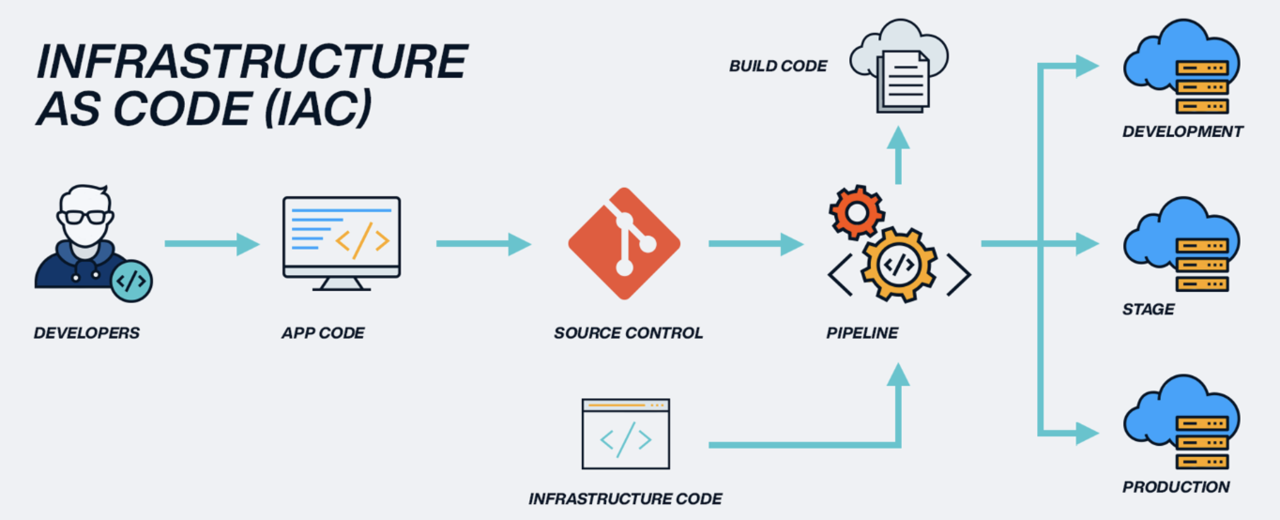 INFRASTRUCTURE
AS CODE (IAC)
BUILD CODE
DEVELOPMENT
DEVELOPERS
APP CODE
SOURCE CONTROL
PIPELINE
STAGE
INFRASTRUCTURE CODE
PRODUCTION